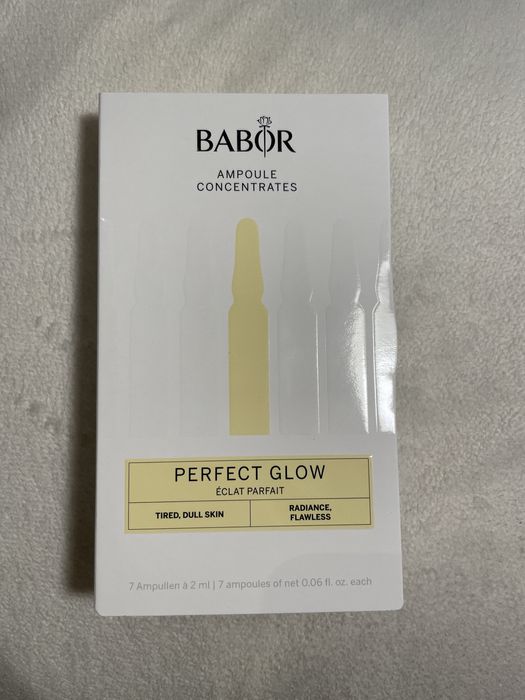 BABOR
AMPOULE
CONCENTRATES
PERFECT GLOW
ÉCLAT PARFAIT
TIRED, DULL SKIN
RADIANCE,
FLAWLESS
7 Ampullen à 2 ml | 7 ampoules of net 0.06 fl. oz. each